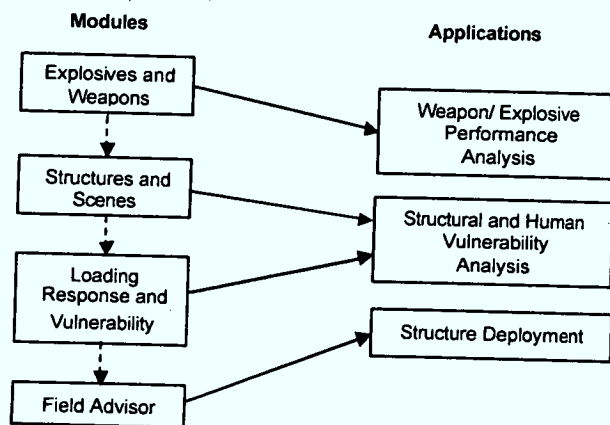 Modules
Applications
Explosives and
Weapons
Weapon/ Explosive
Performance
Analysis
Structures and
Scenes
Structural and Human
Vulnerability
Analysis
Loading
Response and
Vulnerability
Structure Deployment
Field Advisor